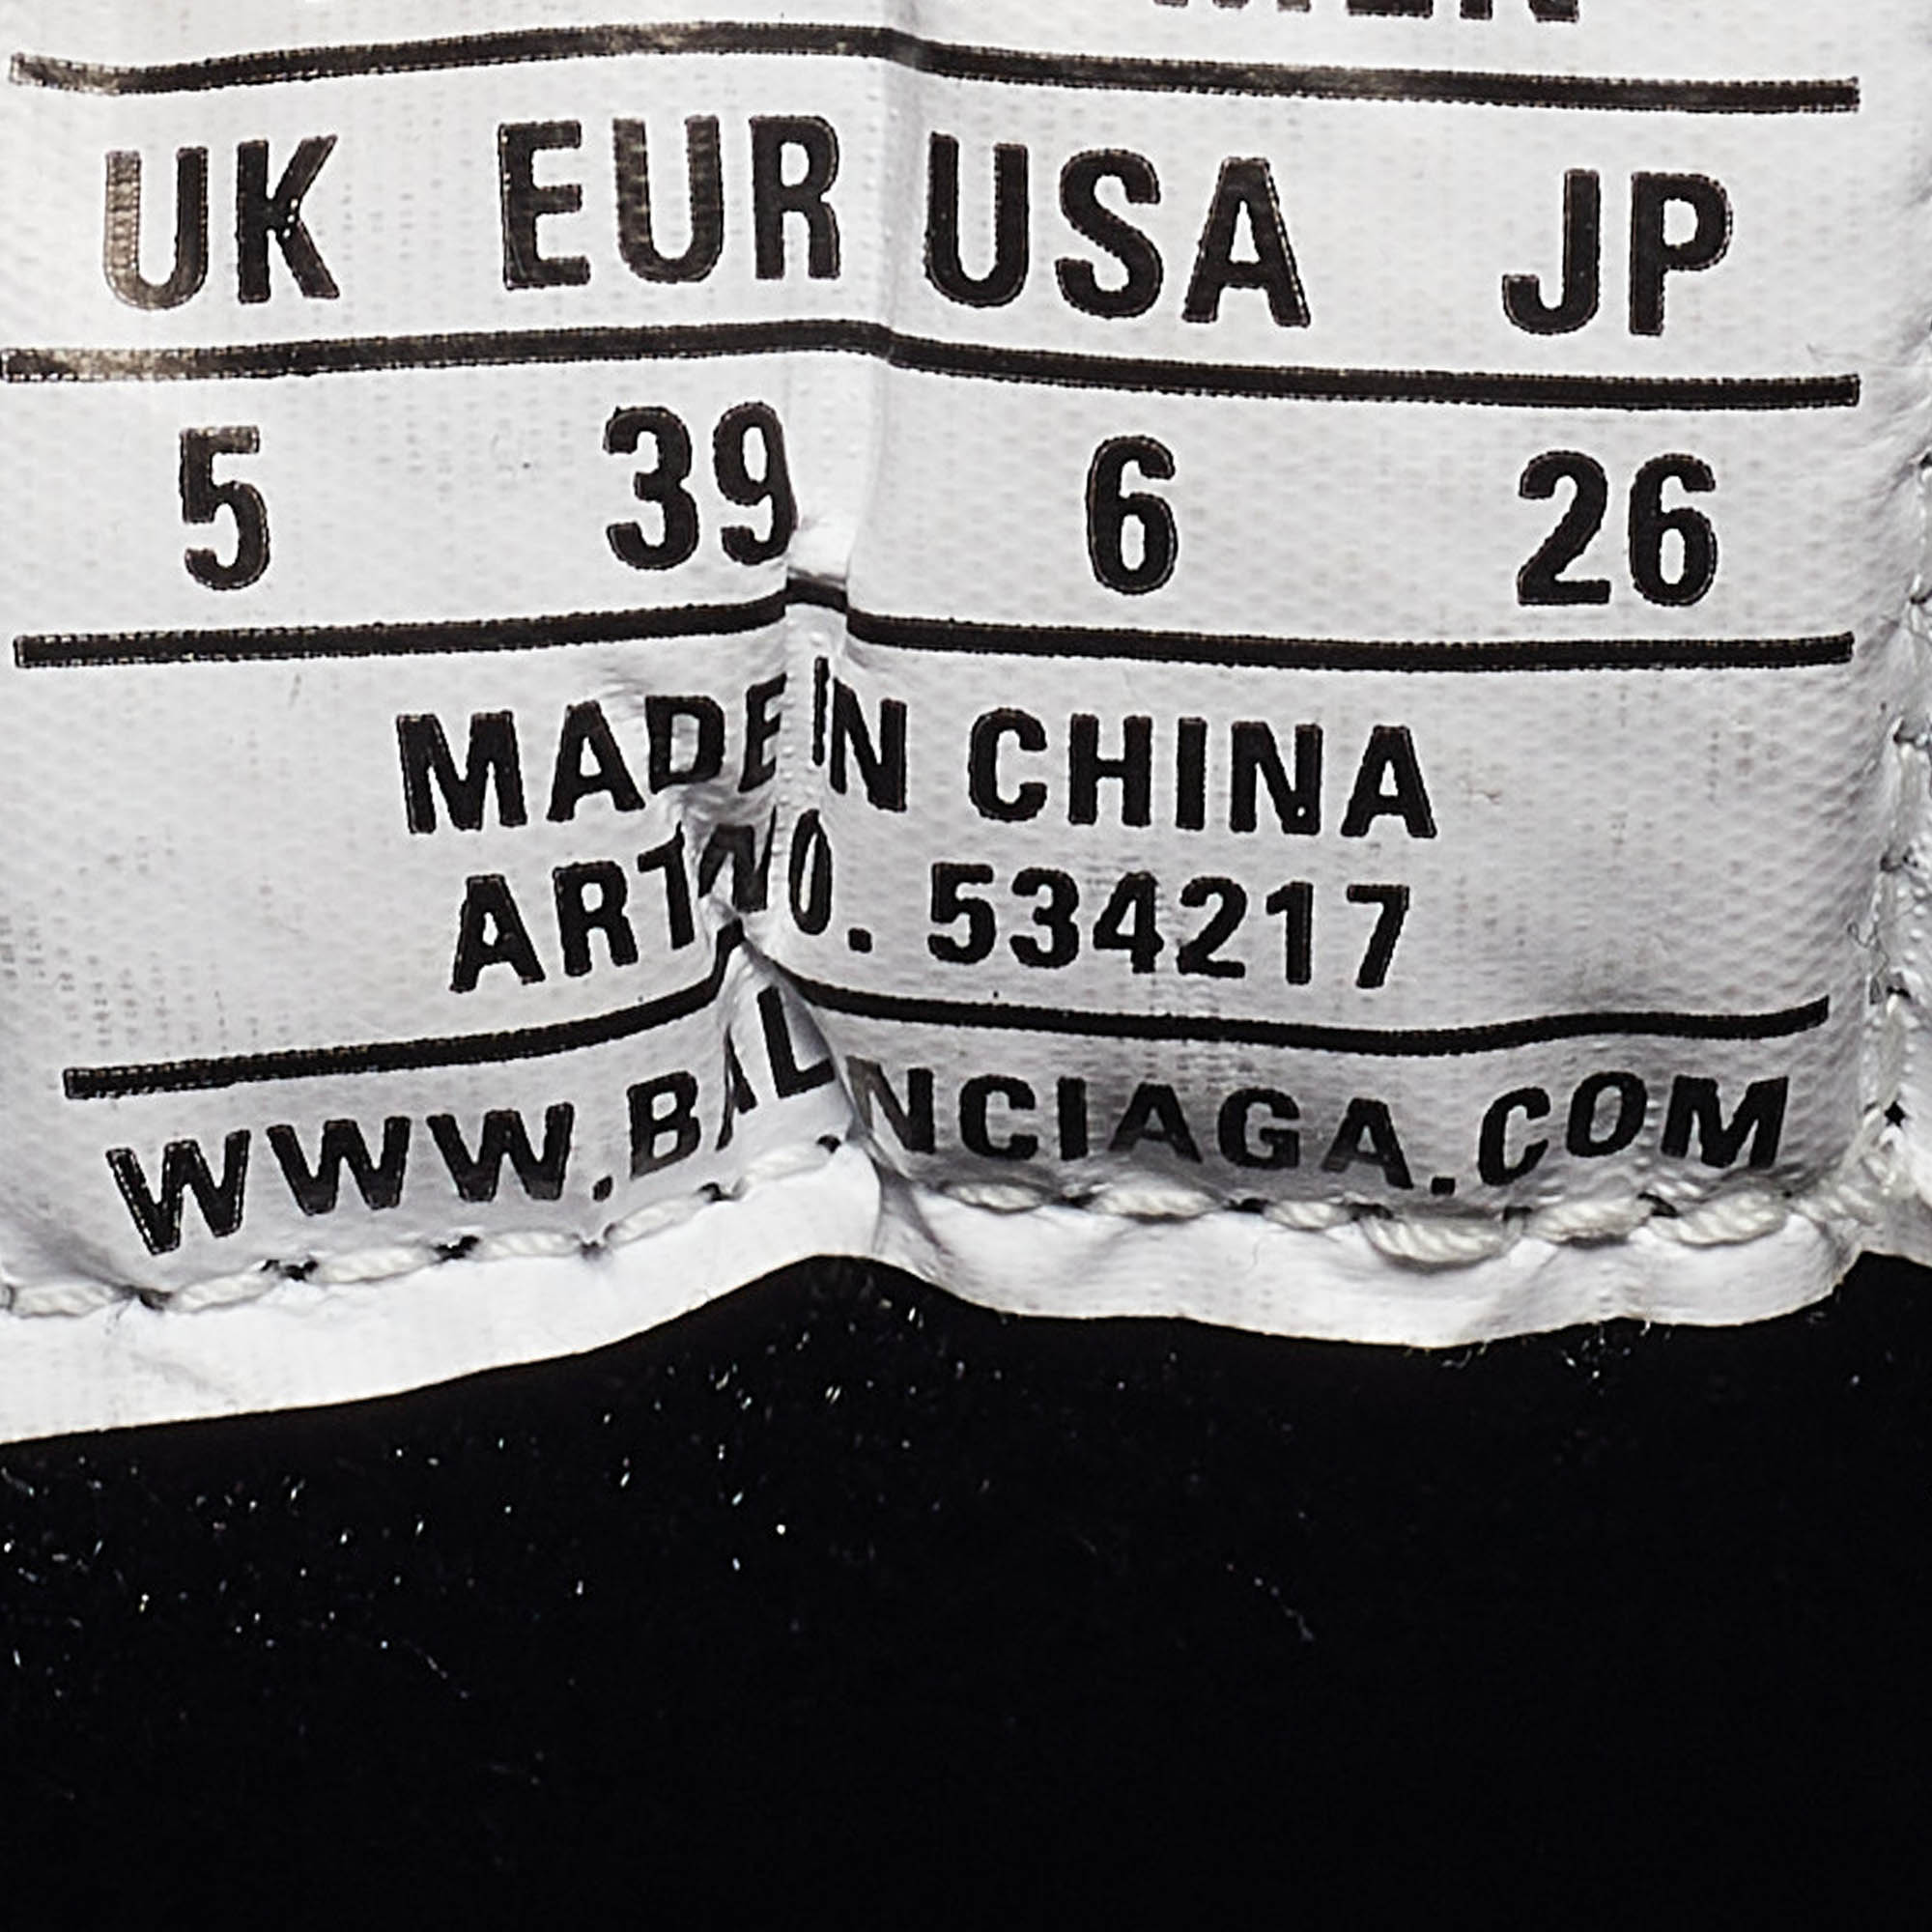 UK EUR USA JP
5 39 6 26
MADE IN CHINA
ART NO. 534217
WWW.BALENCIAGA.COM